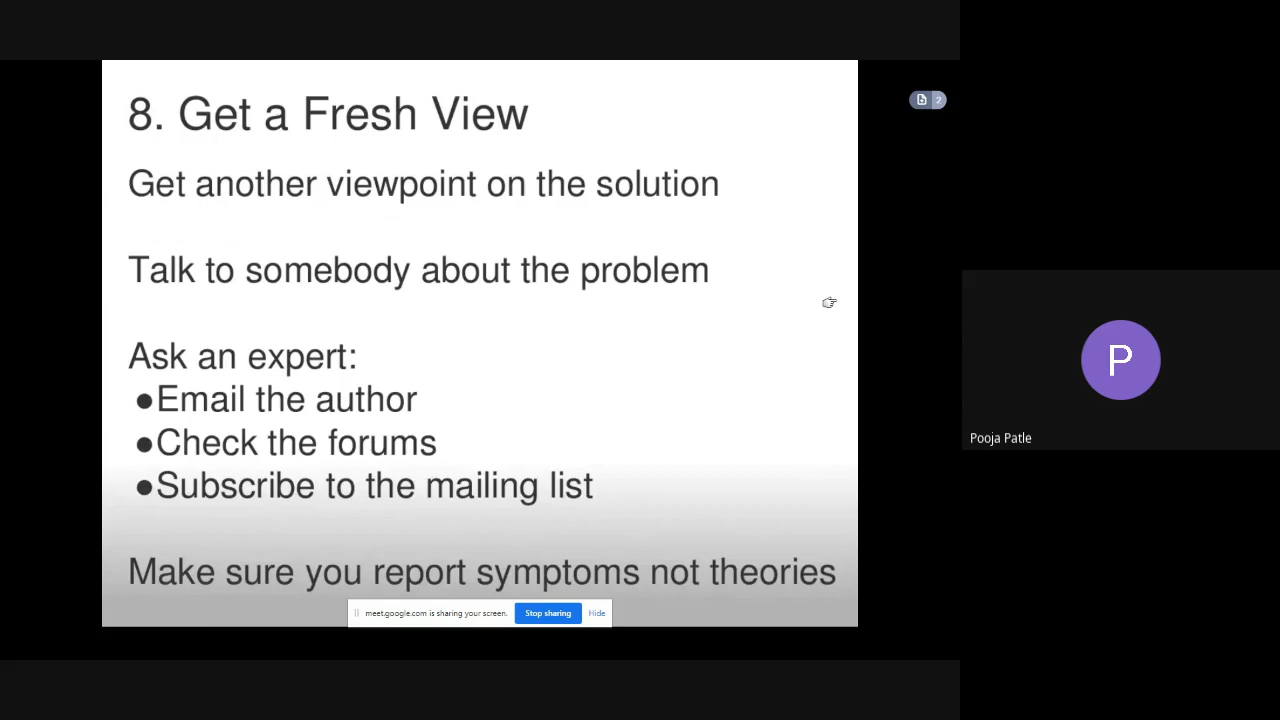 8. Get a Fresh View
Get another viewpoint on the solution
Talk to somebody about the problem
Ask an expert:
●Email the author
●Check the forums
●Subscribe to the mailing list
Make sure you report symptoms not theories
meet.google.com is sharing your screen. Stop sharing Hide
2
P
Pooja Patle